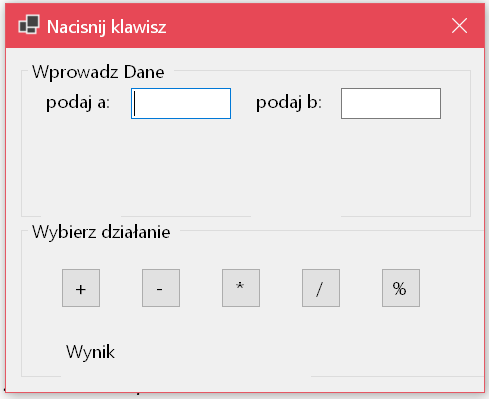 Nacisnij klawisz
Wprowadz Dane
podaj a: podaj b:
Wybierz działanie
+ - * / %
Wynik